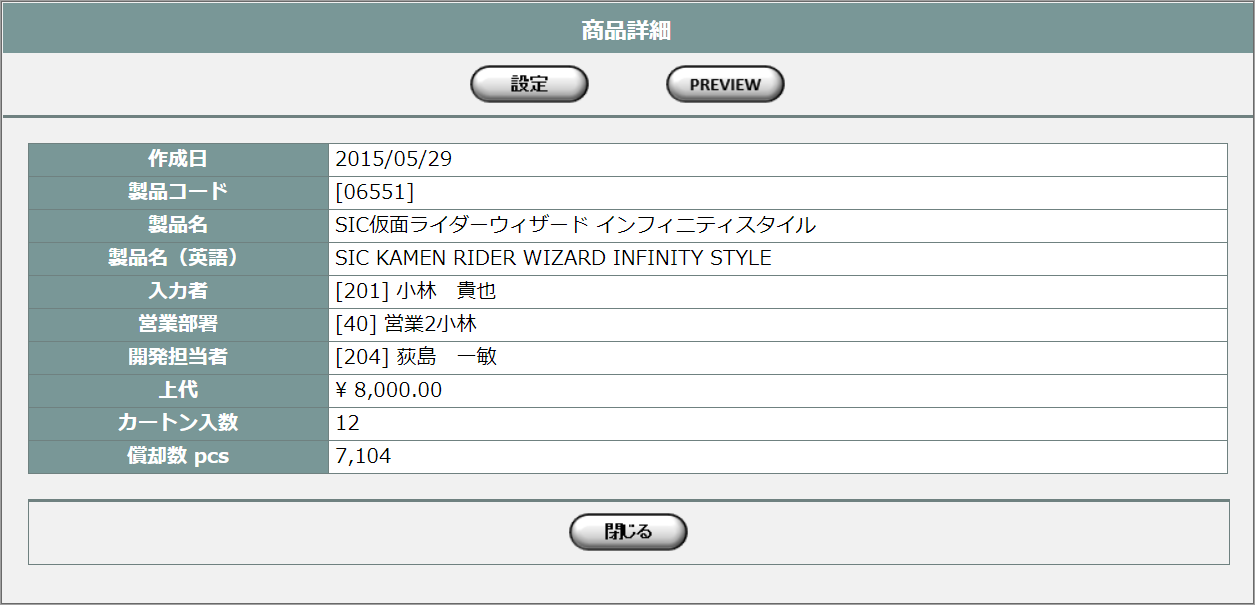 商品詳細
設定 PREVIEW
作成日 2015/05/29
製品コード [06551]
製品名 SIC仮面ライダーウィザード インフィニティスタイル
製品名（英語） SIC KAMEN RIDER WIZARD INFINITY STYLE
入力者 [201] 小林　貴也
営業部署 [40] 営業2小林
開発担当者 [204] 荻島　一敏
上代 ¥ 8,000.00
カートン入数 12
償却数 pcs 7,104
閉じる